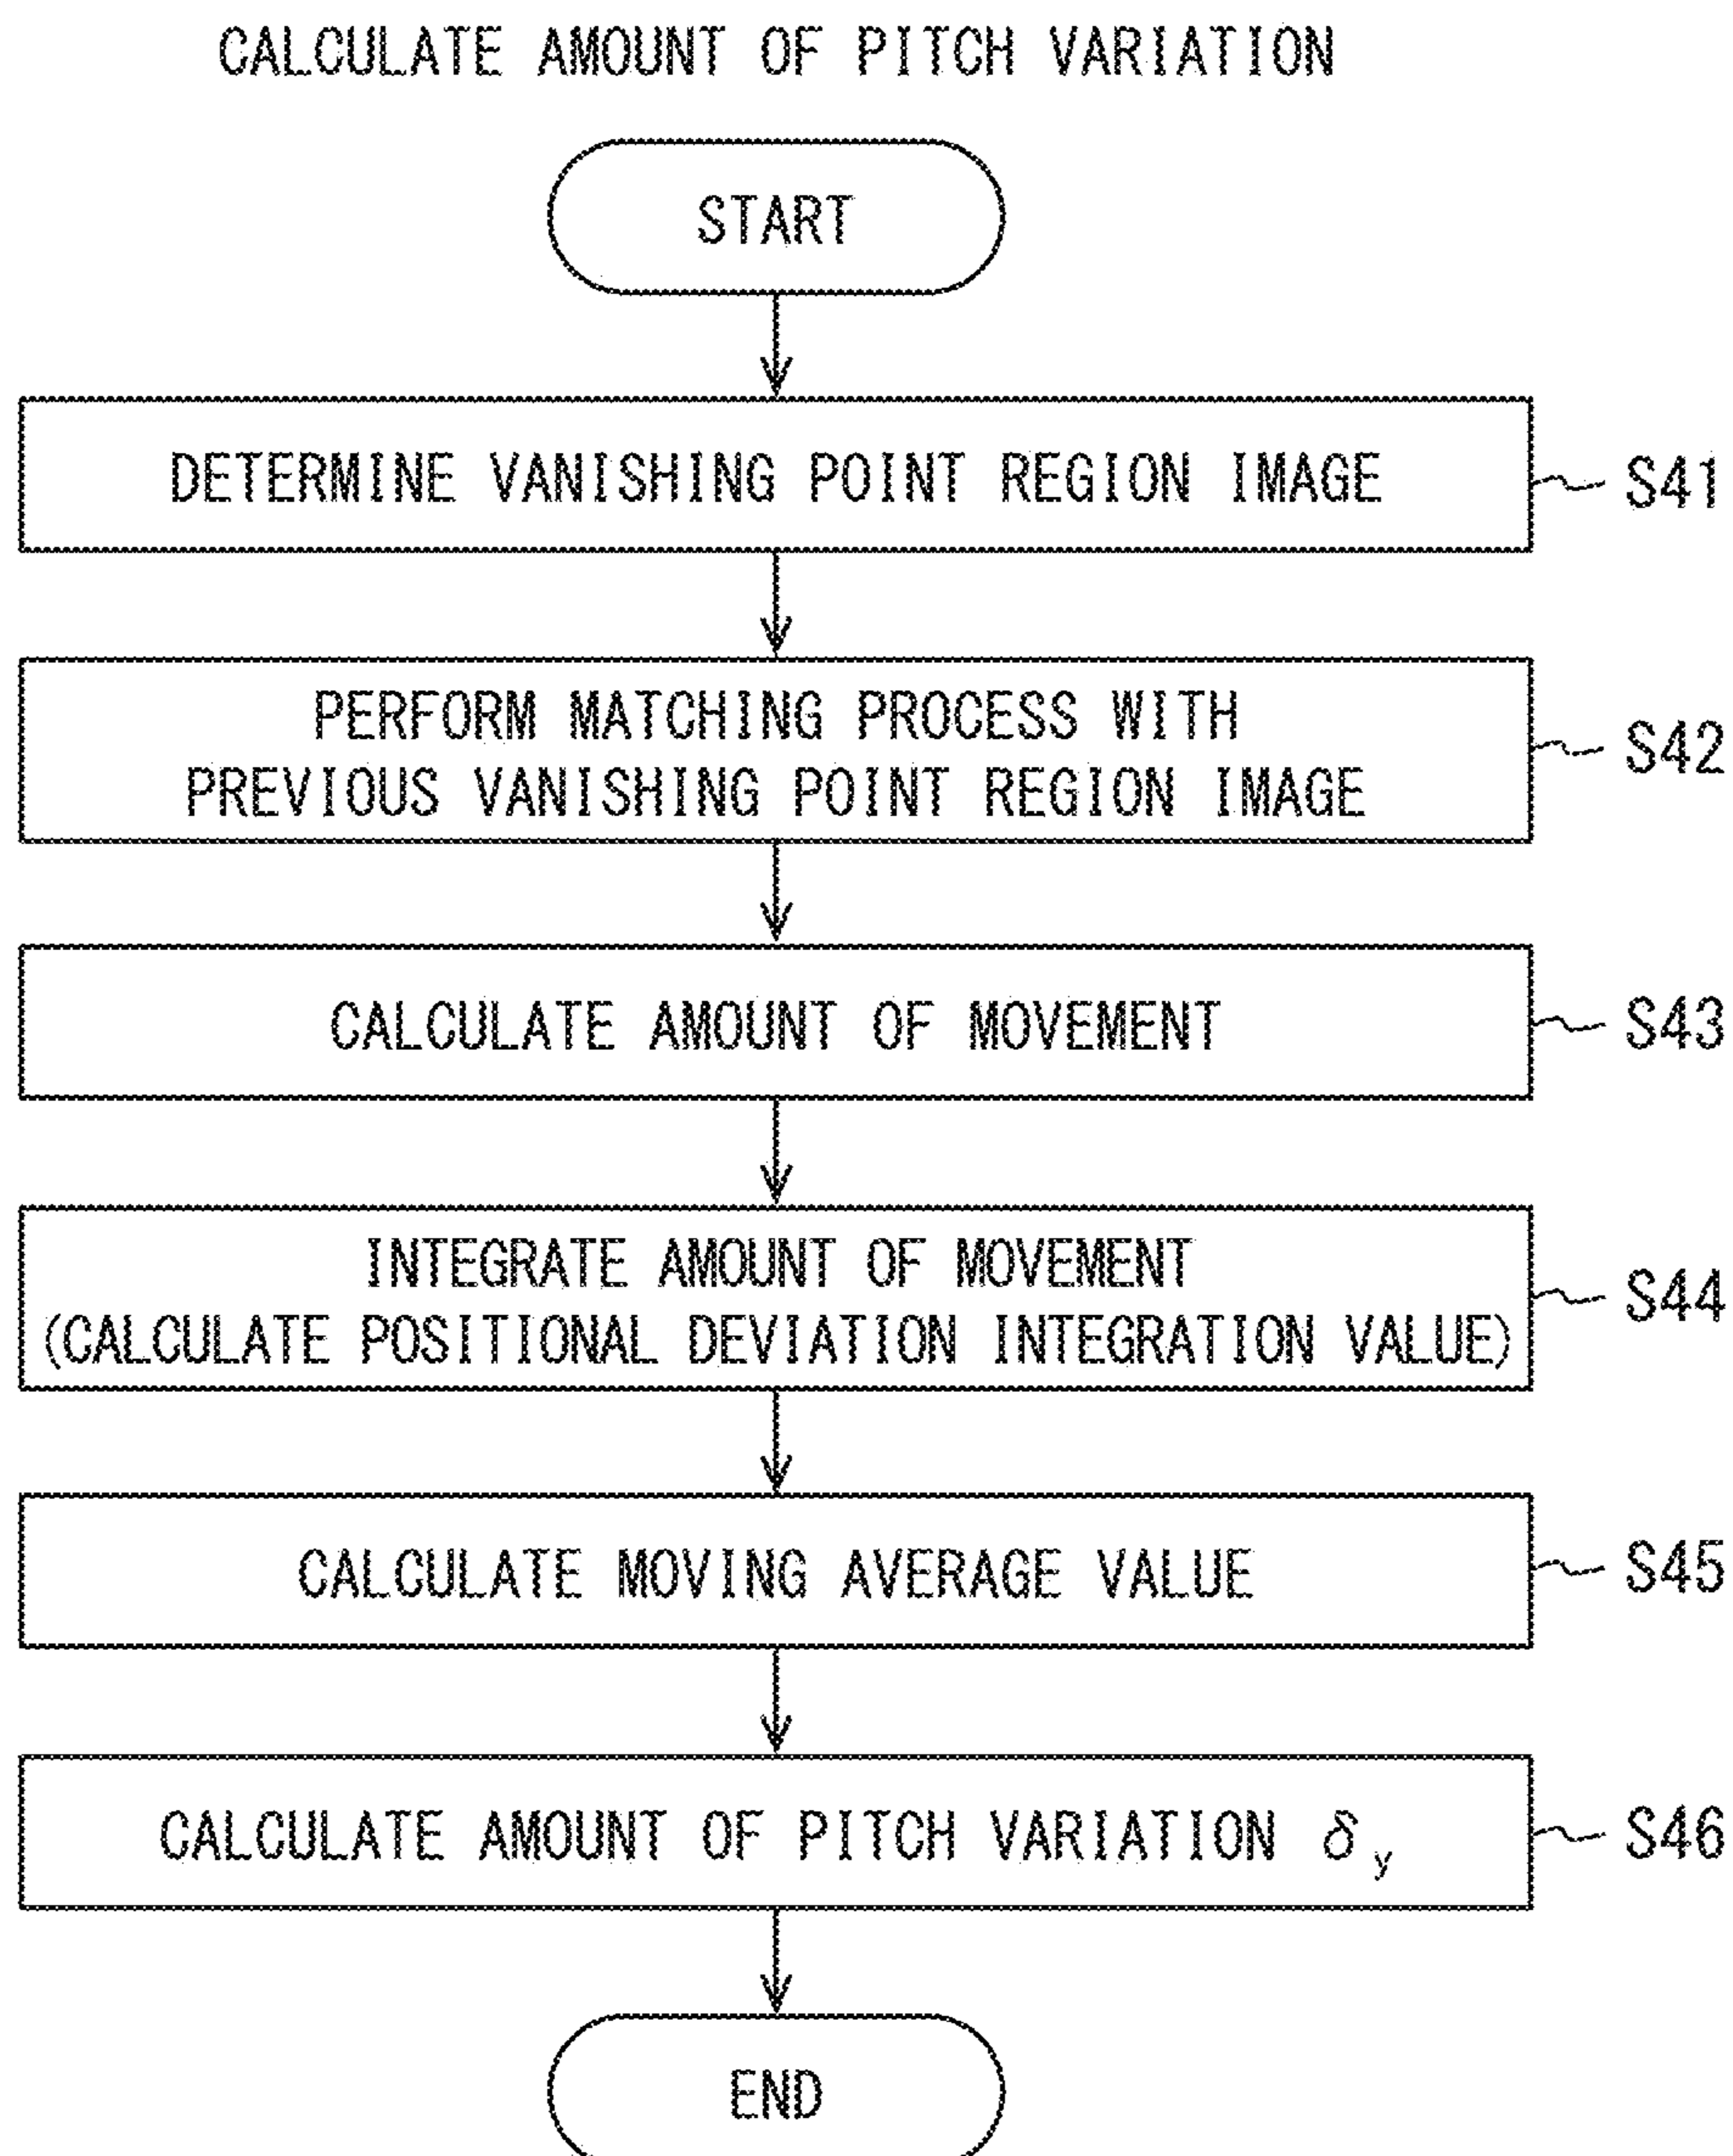 CALCULATE AMOUNT OF PITCH VARIATION
START
DETERMINE VANISHING POINT REGION IMAGE
S41
PERFORM MATCHING PROCESS WITH
PREVIOUS VANISHING POINT REGION IMAGE
S42
CALCULATE AMOUNT OF MOVEMENT
S43
INTEGRATE AMOUNT OF MOVEMENT
(CALCULATE POSITIONAL DEVIATION INTEGRATION VALUE)
S44
CALCULATE MOVING AVERAGE VALUE
S45
CALCULATE AMOUNT OF PITCH VARIATION δy
S46
END